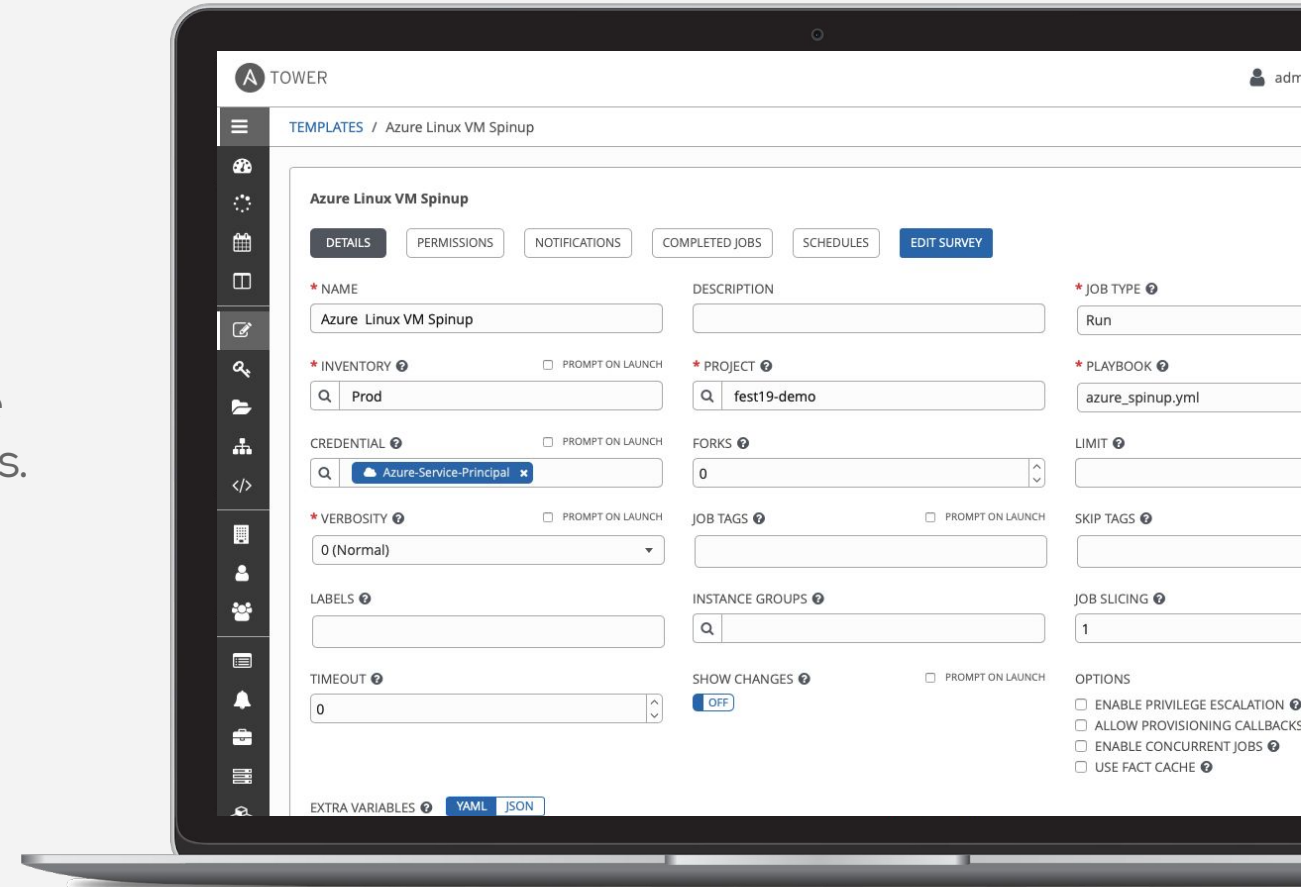 TOWER adm
TEMPLATES / Azure Linux VM Spinup
Azure Linux VM Spinup
DETAILS PERMISSIONS NOTIFICATIONS COMPLETED JOBS SCHEDULES EDIT SURVEY
* NAME DESCRIPTION * JOB TYPE
Azure Linux VM Spinup Run
* INVENTORY PROMPT ON LAUNCH * PROJECT * PLAYBOOK
Prod fest19-demo azure_spinup.yml
CREDENTIAL PROMPT ON LAUNCH FORKS LIMIT
s.
Azure-Service-Principal × 0
* VERBOSITY PROMPT ON LAUNCH JOB TAGS PROMPT ON LAUNCH SKIP TAGS
0 (Normal)
LABELS INSTANCE GROUPS JOB SLICING
1
TIMEOUT SHOW CHANGES PROMPT ON LAUNCH OPTIONS
0 OFF ENABLE PRIVILEGE ESCALATION
ALLOW PROVISIONING CALLBACKS
ENABLE CONCURRENT JOBS
USE FACT CACHE
EXTRA VARIABLES YAML JSON